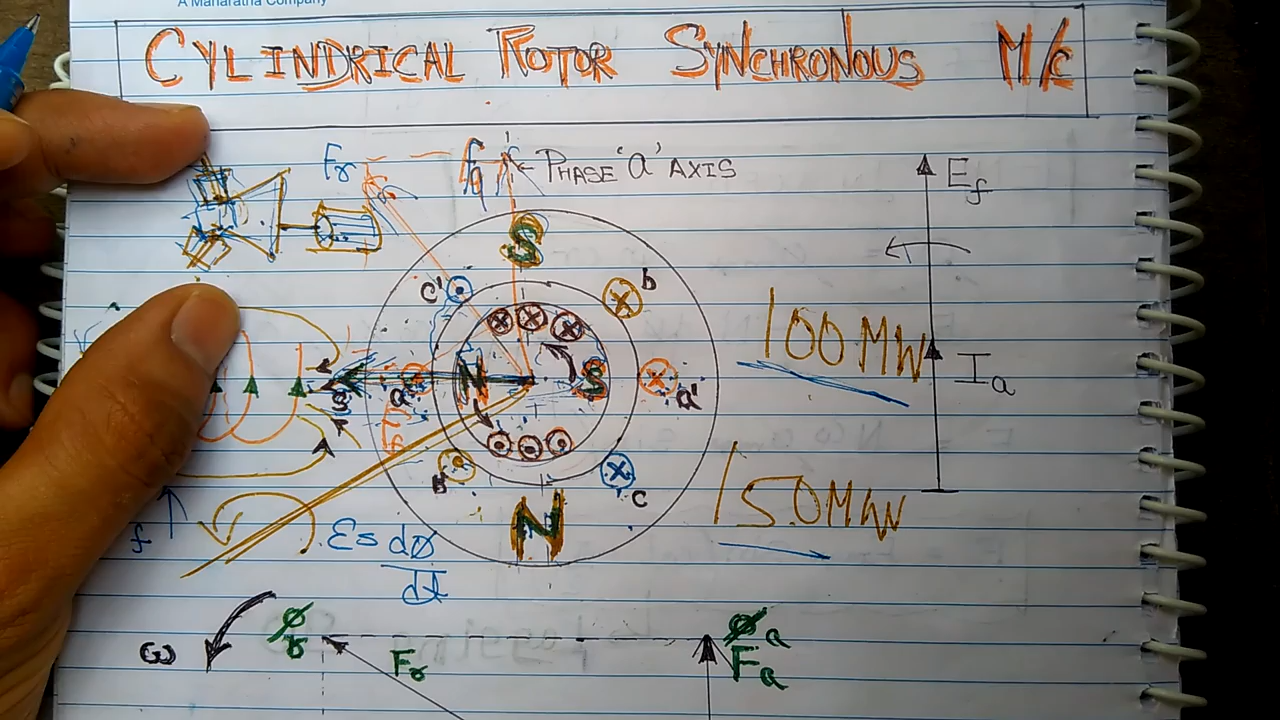 A Maharatna Company
CYLINDRICAL ROTOR SYNCHRONOUS M/c
Fr
PHASE 'a' AXIS
Ef
S
c'
b
100 MW
N
S
a
a'
Ia
c
N
150 MW
f
ε = dφ
dt
ω
φr
Fr
φa
Fa